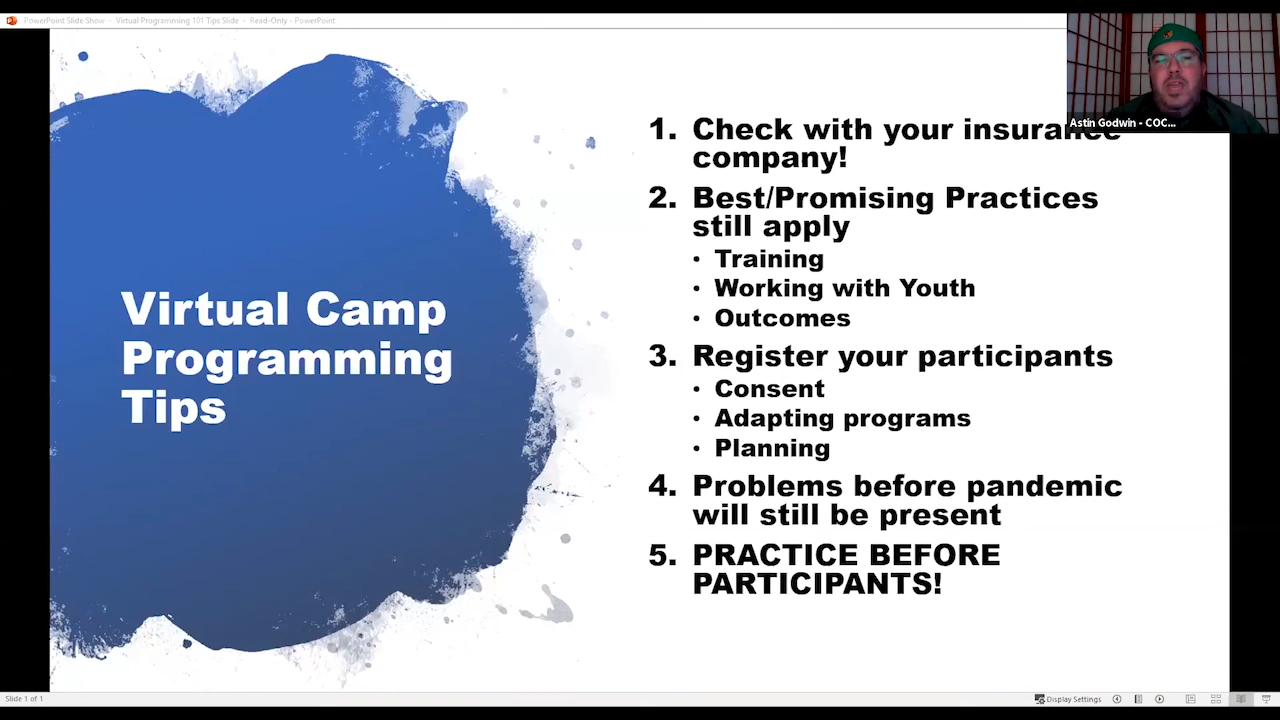 PowerPoint Slide Show - Virtual Programming 101 Tips Slide - Read-Only - PowerPoint
Astin Godwin - COC...
Virtual Camp
Programming
Tips
1. Check with your insurance
company!
2. Best/Promising Practices
still apply
• Training
• Working with Youth
• Outcomes
3. Register your participants
• Consent
• Adapting programs
• Planning
4. Problems before pandemic
will still be present
5. PRACTICE BEFORE
PARTICIPANTS!
Slide 1 of 1
Display Settings